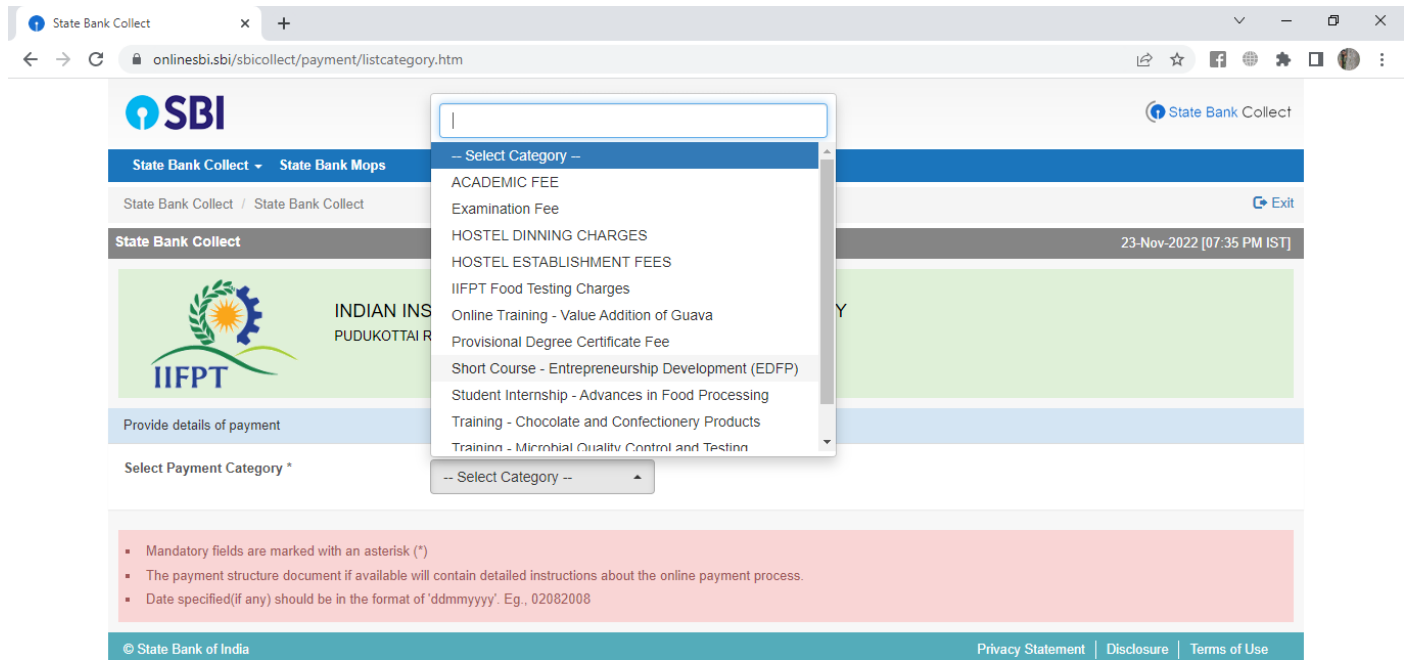 State Bank Collect
onlinesbi.sbi/sbicollect/payment/listcategory.htm
SBI
State Bank Collect
State Bank Collect State Bank Mops
-- Select Category --
ACADEMIC FEE
State Bank Collect / State Bank Collect
Exit
Examination Fee
State Bank Collect
HOSTEL DINNING CHARGES
23-Nov-2022 [07:35 PM IST]
HOSTEL ESTABLISHMENT FEES
IIFPT Food Testing Charges
INDIAN INS
Y
Online Training - Value Addition of Guava
PUDUKOTTAI R
Provisional Degree Certificate Fee
Short Course - Entrepreneurship Development (EDFP)
IIFPT
Student Internship - Advances in Food Processing
Training - Chocolate and Confectionery Products
Training - Microbial Quality Control and Testing
Provide details of payment
Select Payment Category *
-- Select Category --
Mandatory fields are marked with an asterisk (*)
The payment structure document if available will contain detailed instructions about the online payment process.
Date specified(if any) should be in the format of 'ddmmyyyy'. Eg., 02082008
© State Bank of India
Privacy Statement | Disclosure | Terms of Use